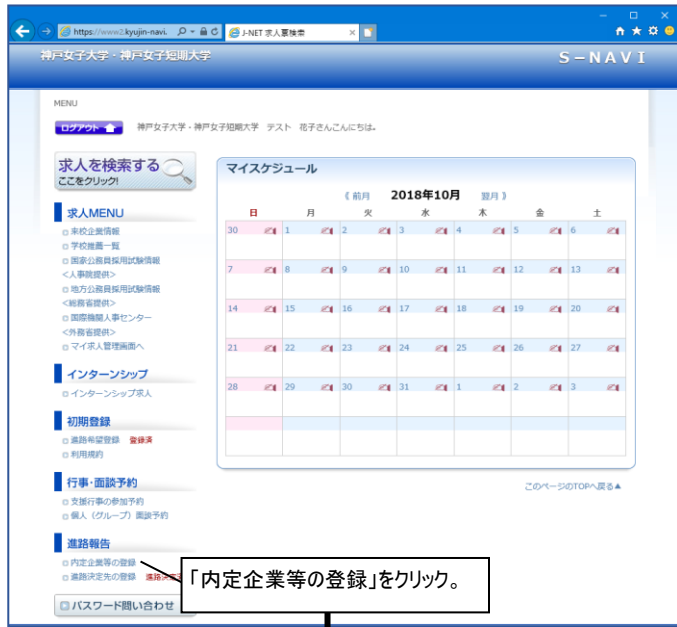 https://www2.kyujin-navi.
J-NET 求人票検索
神戸女子大学・神戸女子短期大学
S-NAVI
MENU
ログアウト
神戸女子大学・神戸女子短期大学 テスト 花子さんこんにちは。
求人を検索する
ここをクリック!
求人MENU
来校企業情報
学校推薦一覧
国家公務員採用試験情報
<人事院提供>
地方公務員採用試験情報
<総務省提供>
国際機関人事センター
<外務省提供>
マイ求人管理画面へ
インターンシップ
インターンシップ求人
初期登録
進路希望登録 登録済
利用規約
行事・面談予約
支援行事の参加予約
個人(グループ)面談予約
進路報告
内定企業等の登録
進路決定先の登録
パスワード問い合わせ
マイスケジュール
《 前月 2018年10月 翌月 》
日 月 火 水 木 金 土
30 1 2 3 4 5 6
7 8 9 10 11 12 13
14 15 16 17 18 19 20
21 22 23 24 25 26 27
28 29 30 31 1 2 3
このページのTOPへ戻る▲
「内定企業等の登録」をクリック。